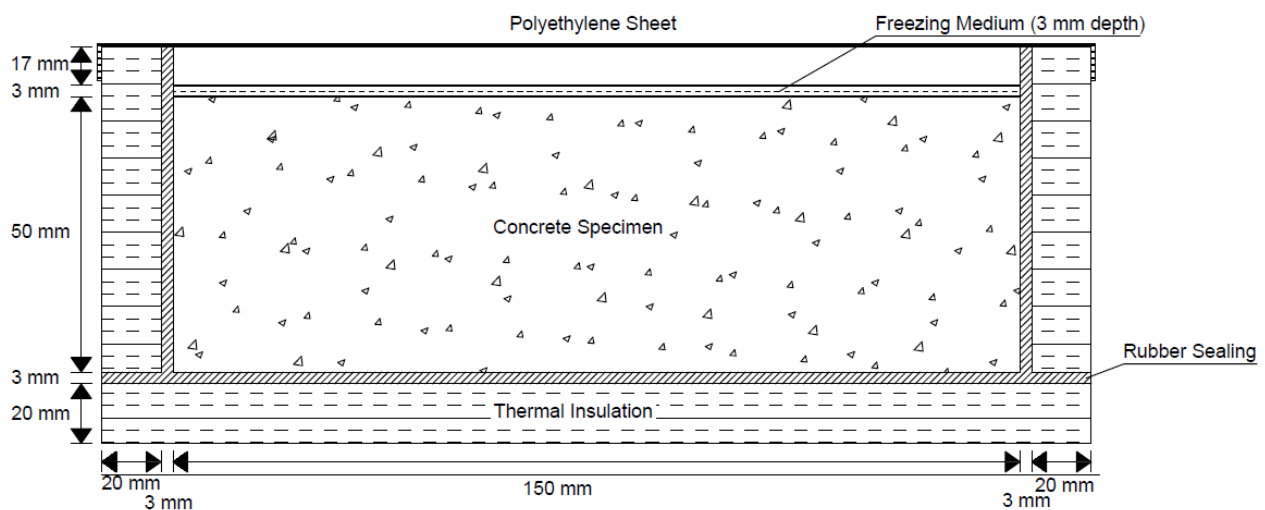 Polyethylene Sheet
Freezing Medium (3 mm depth)
17 mm
3 mm
50 mm
Concrete Specimen
Rubber Sealing
3 mm
20 mm
Thermal Insulation
20 mm
3 mm
150 mm
3 mm
20 mm